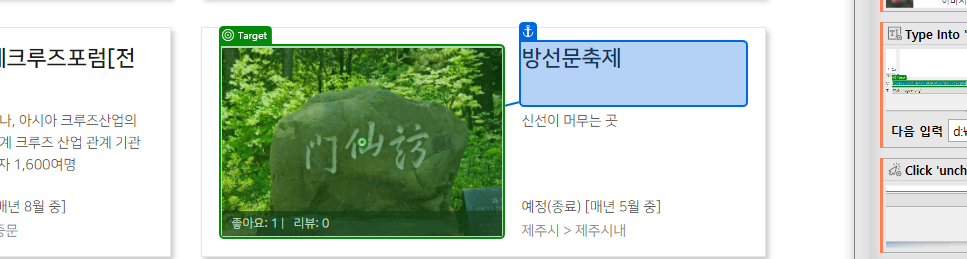 Target
방선문축제
Type Into '
ㅔ크루즈포럼[전
门仙訪
나, 아시아 크루즈산업의
신선이 머무는 곳
계 크루즈 산업 관계 기관
다음 입력
d:₩
자 1,600여명
Click 'unch
매년 8월 중]
예정(종료) [매년 5월 중]
좋아요: 1 | 리뷰: 0
중문
제주시 > 제주시내